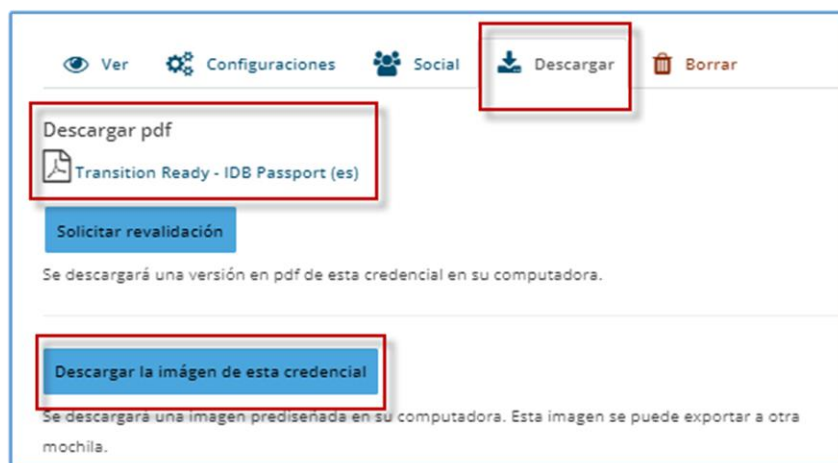 Ver Configuraciones Social Descargar Borrar
Descargar pdf
Transition Ready - IDB Passport (es)
Solicitar revalidación
Se descargará una versión en pdf de esta credencial en su computadora.
Descargar la imágen de esta credencial
Se descargará una imagen prediseñada en su computadora. Esta imagen se puede exportar a otra
mochila.